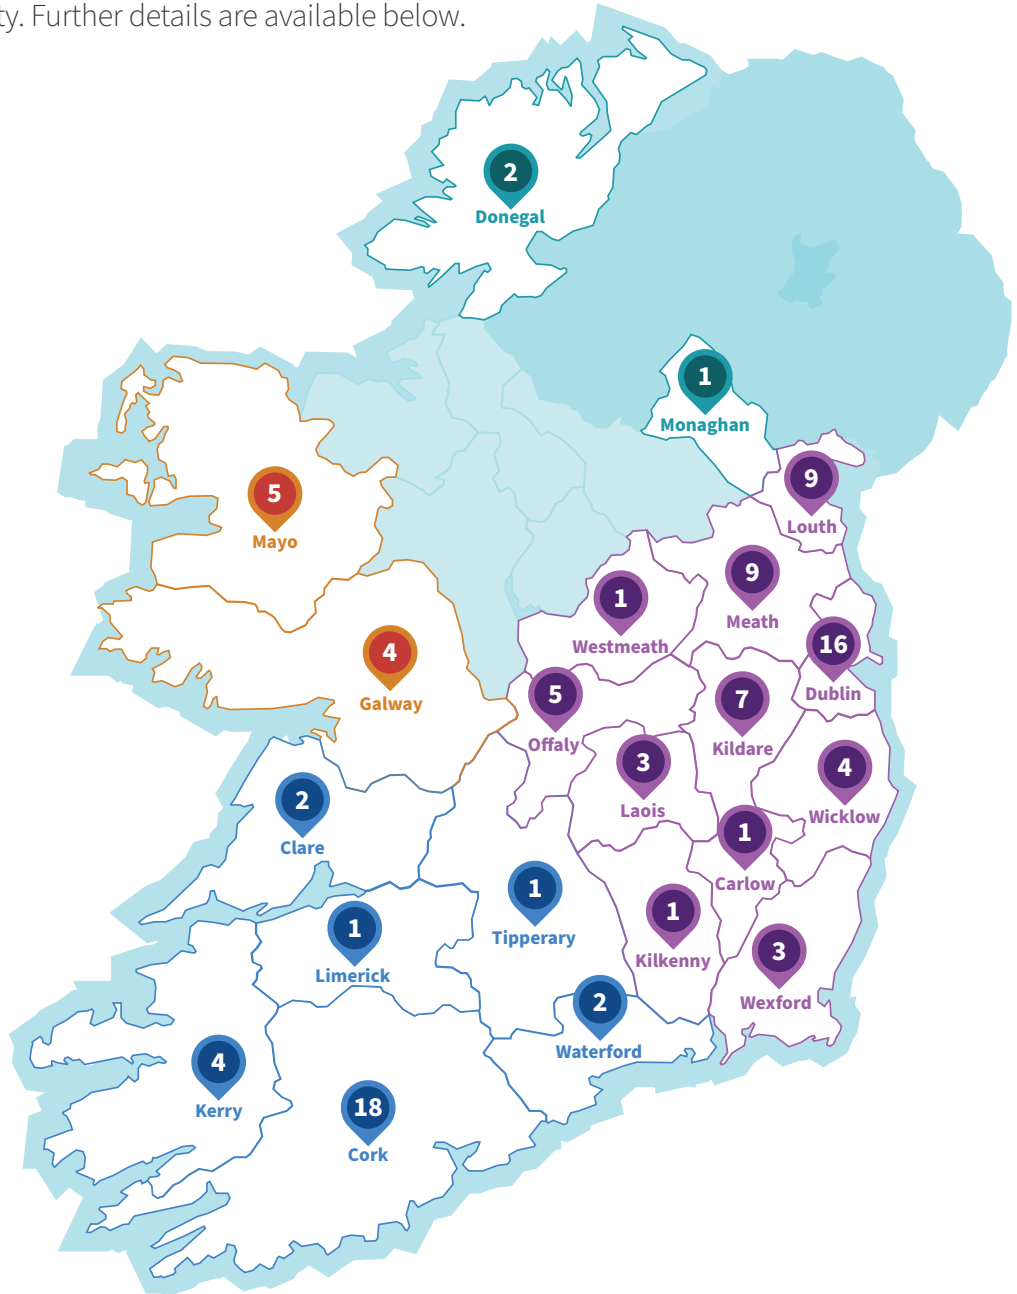 ty. Further details are available below.
2
Donegal
1
Monaghan
9
Louth
5
Mayo
9
Meath
1
Westmeath
16
Dublin
4
Galway
5
Offaly
7
Kildare
3
Laois
4
Wicklow
2
Clare
1
Carlow
1
Tipperary
1
Kilkenny
1
Limerick
3
Wexford
2
Waterford
4
Kerry
18
Cork